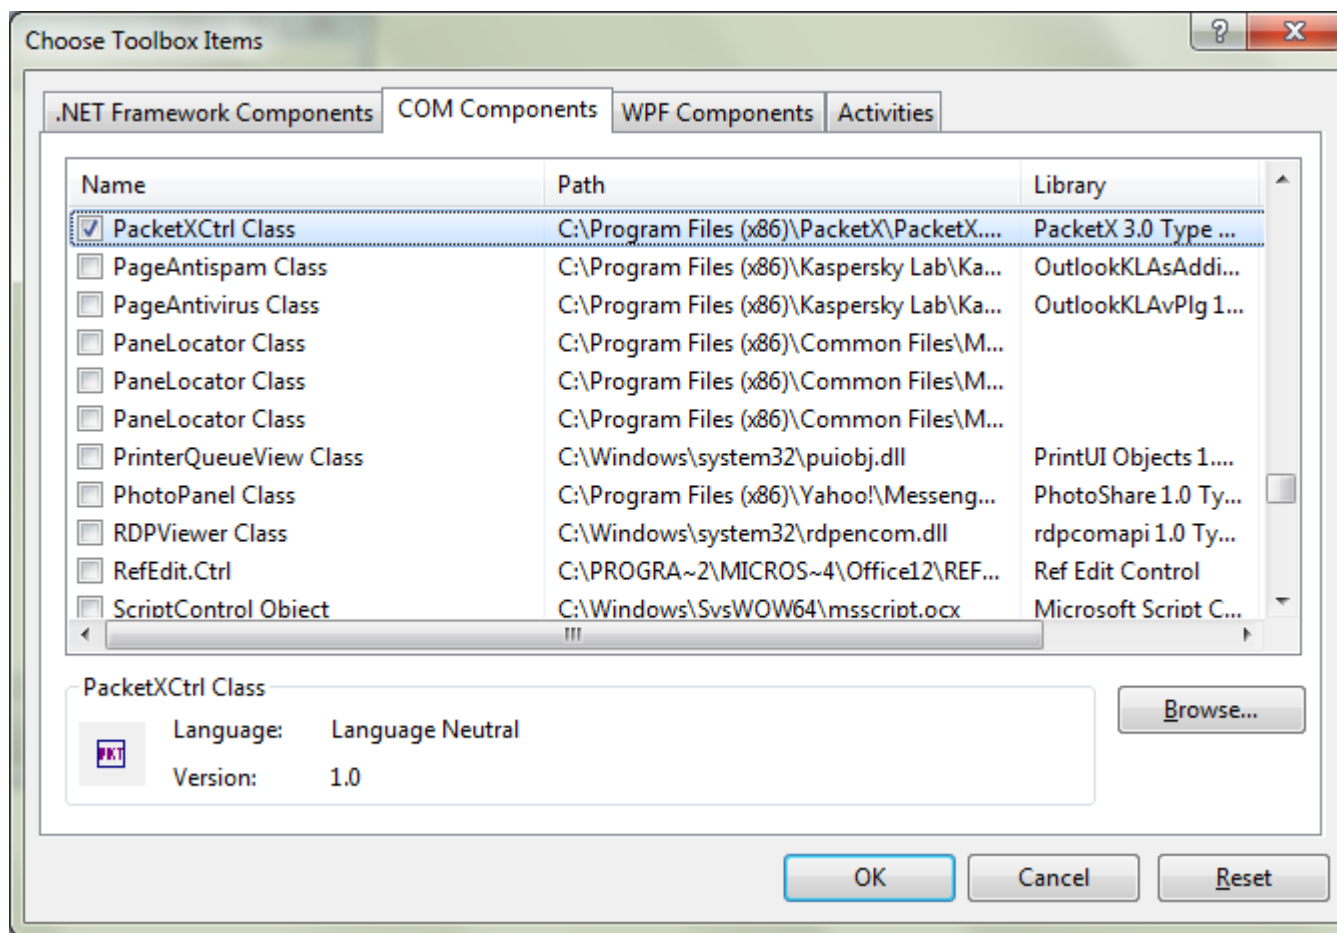 Choose Toolbox Items
.NET Framework Components COM Components WPF Components Activities
Name Path Library
PacketXCtrl Class C:\Program Files (x86)\PacketX\PacketX.... PacketX 3.0 Type ...
PageAntispam Class C:\Program Files (x86)\Kaspersky Lab\Ka... OutlookKLAsAddi...
PageAntivirus Class C:\Program Files (x86)\Kaspersky Lab\Ka... OutlookKLAvPlg 1...
PaneLocator Class C:\Program Files (x86)\Common Files\M...
PaneLocator Class C:\Program Files (x86)\Common Files\M...
PaneLocator Class C:\Program Files (x86)\Common Files\M...
PrinterQueueView Class C:\Windows\system32\puiobj.dll PrintUI Objects 1....
PhotoPanel Class C:\Program Files (x86)\Yahoo!\Messeng... PhotoShare 1.0 Ty...
RDPViewer Class C:\Windows\system32\rdpencom.dll rdpcomapi 1.0 Ty...
RefEdit.Ctrl C:\PROGRA~2\MICROS~4\Office12\REF... Ref Edit Control
ScriptControl Object C:\Windows\SysWOW64\msscript.ocx Microsoft Script C...
PacketXCtrl Class
Browse...
PKT
Language: Language Neutral
Version: 1.0
OK Cancel Reset